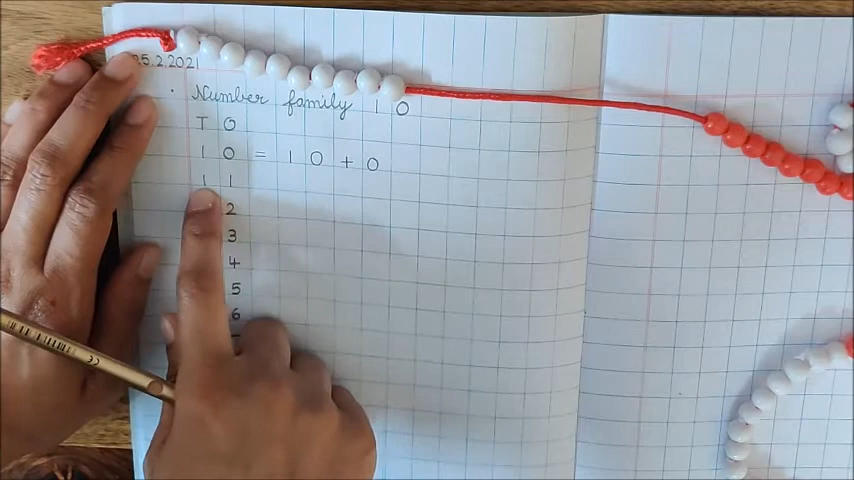 25.2.2021
Number family 10
T O
1 0 = 1 0 + 0
1 1
2
3
4
5
6